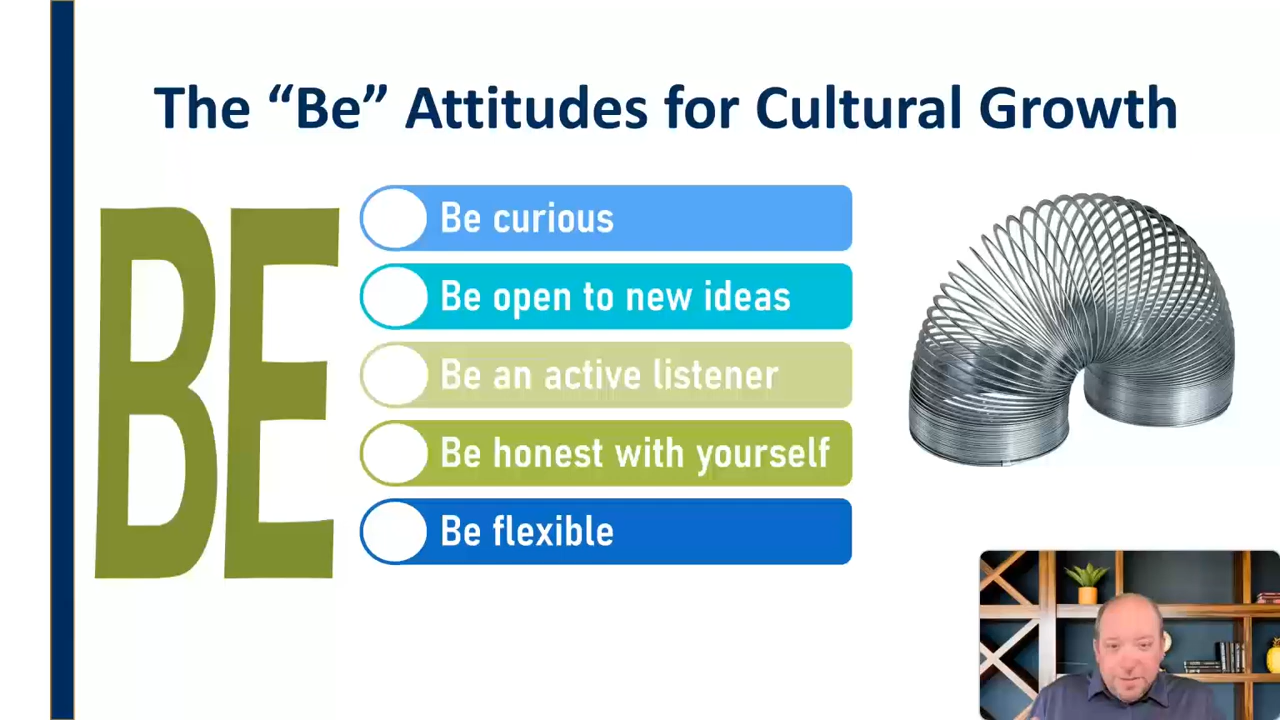 The “Be” Attitudes for Cultural Growth
BE
Be curious
Be open to new ideas
Be an active listener
Be honest with yourself
Be flexible